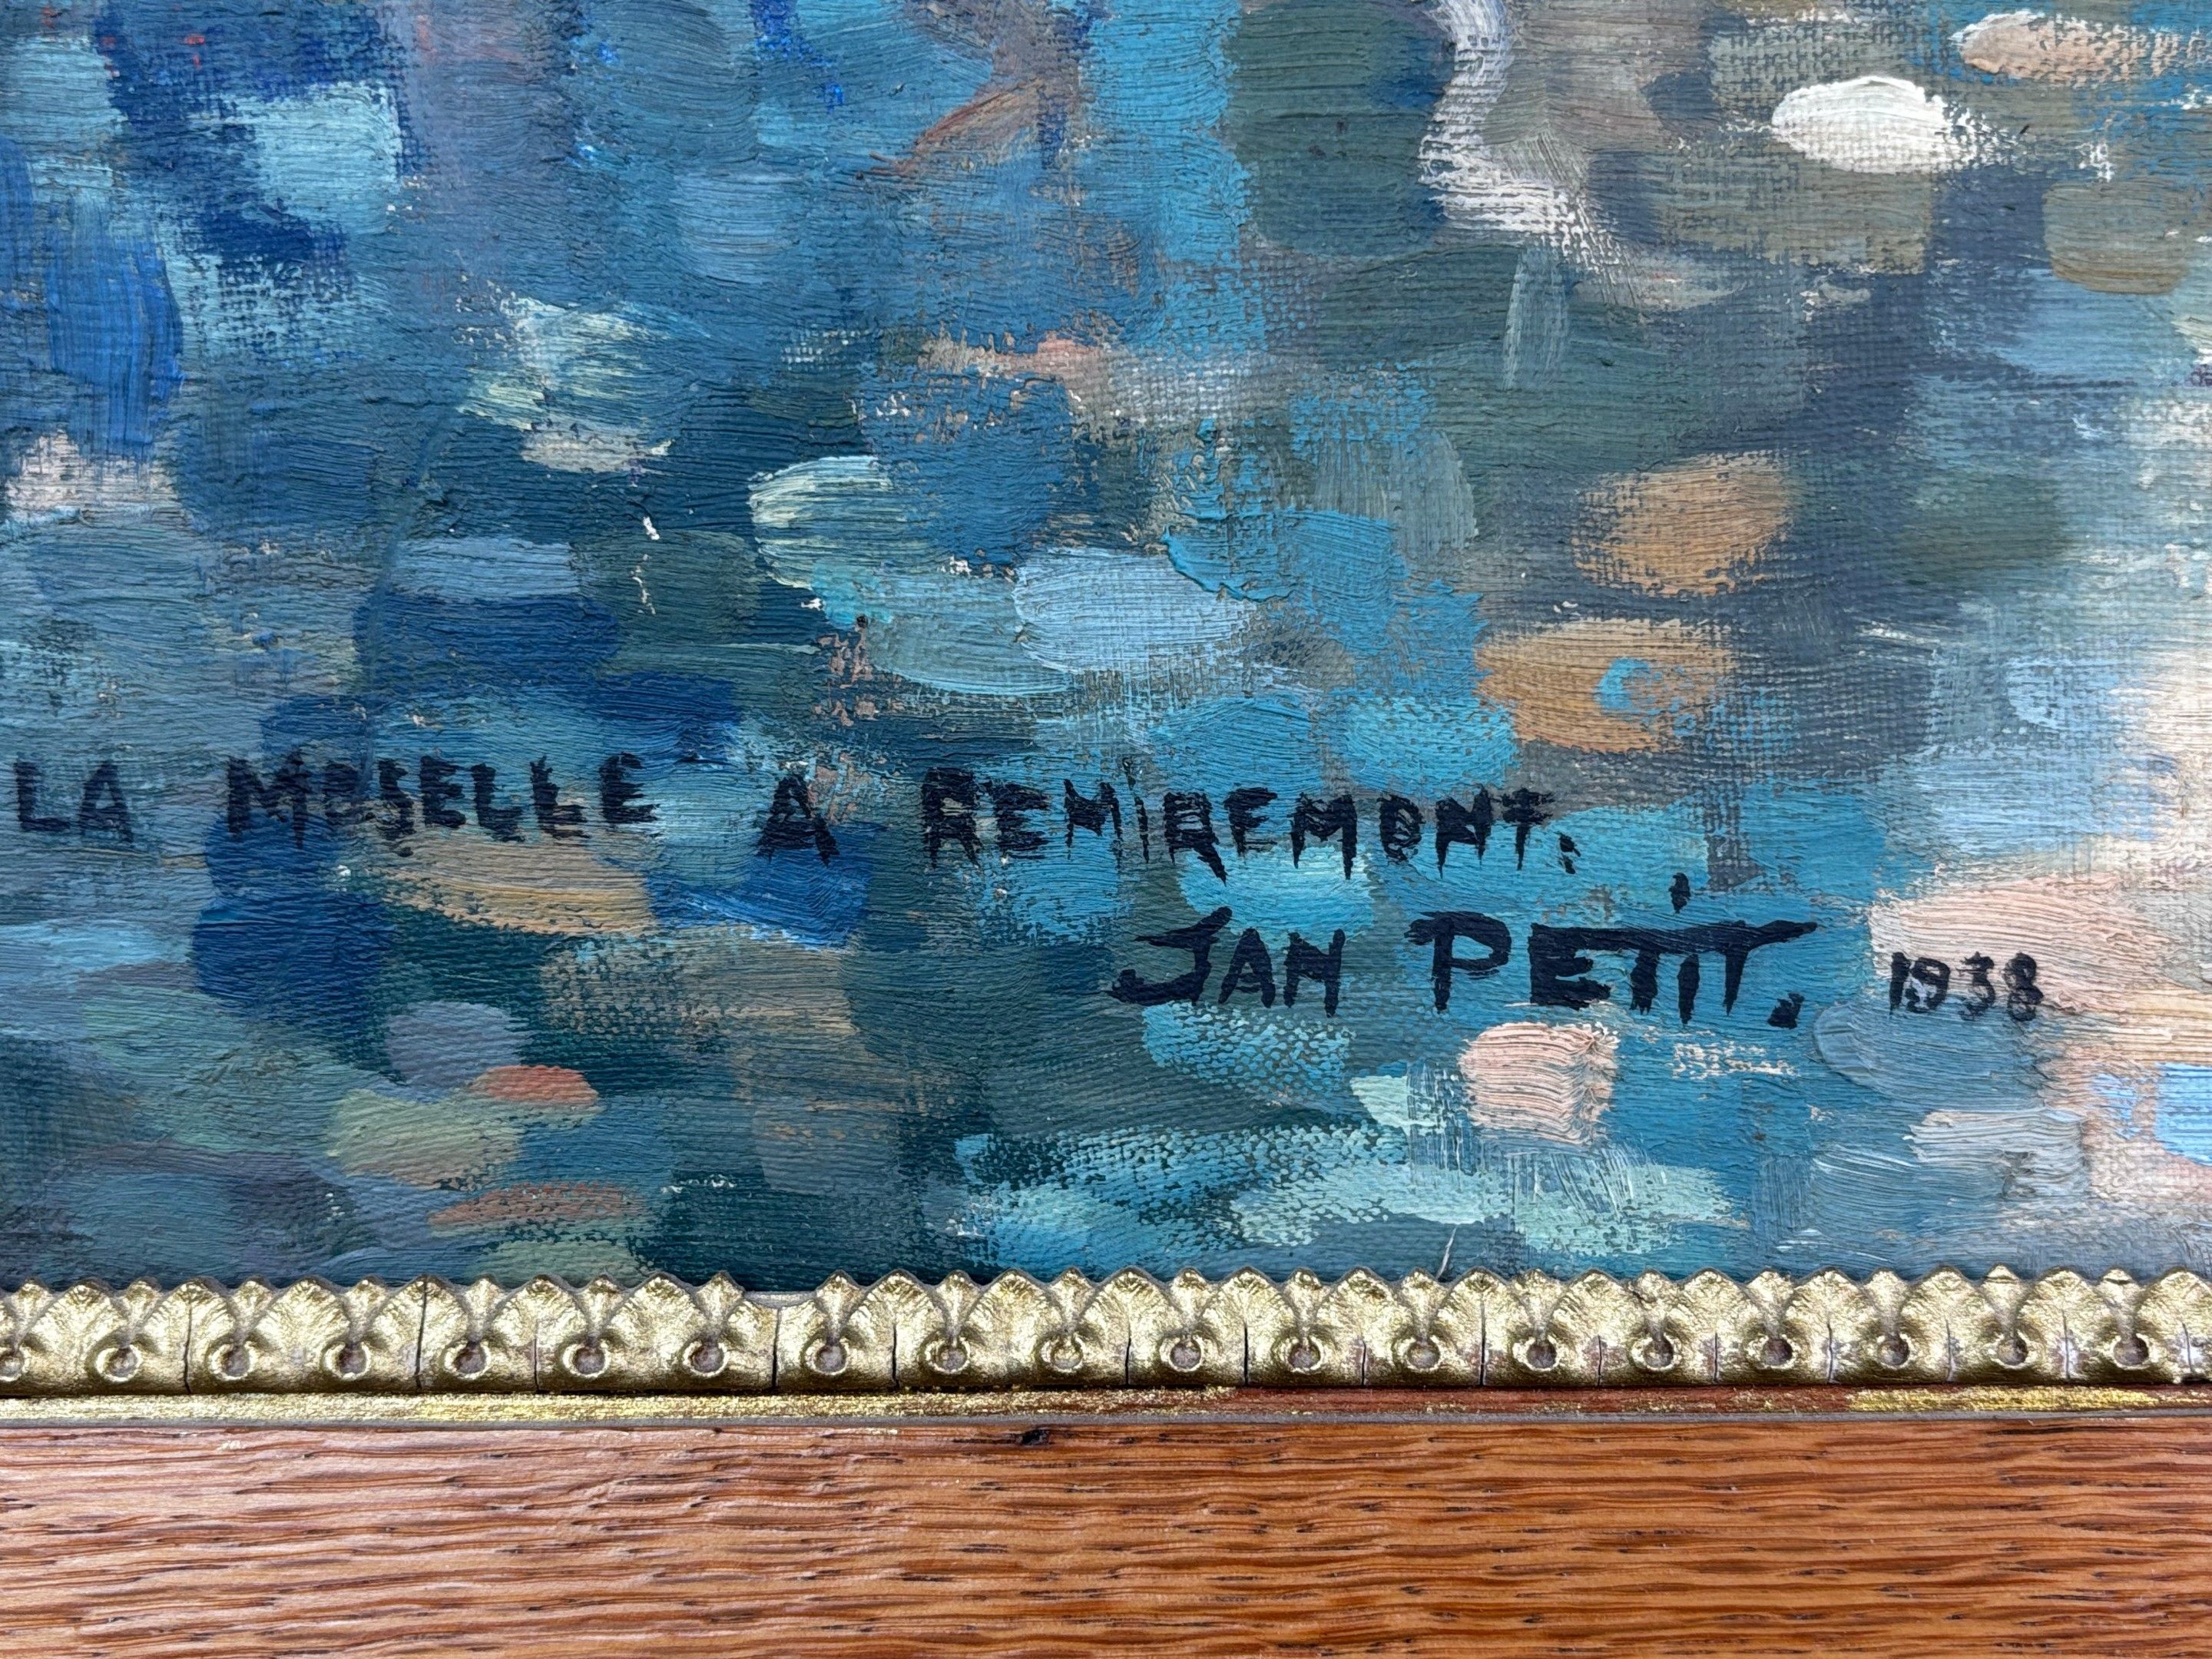 LA MOSELLE A REMIREMONT.
JAN PETIT. 1938